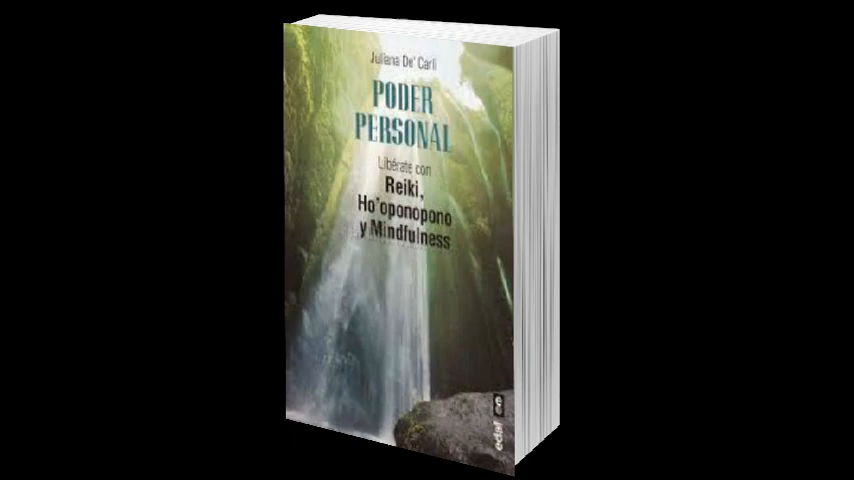 Juliana De' Carli
PODER
PERSONAL
Libérate con
Reiki,
Ho'oponopono
y Mindfulness
edaf